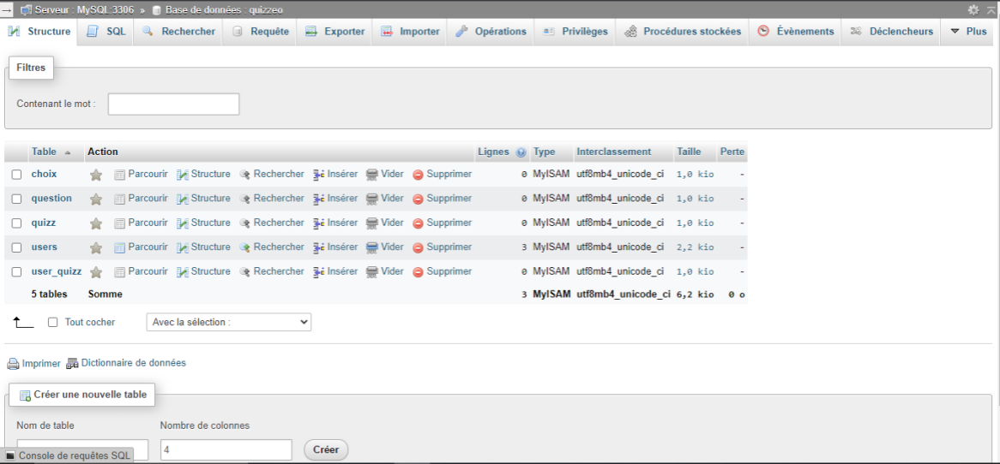 Serveur : MySQL:3306 » Base de données : quizzeo
Structure SQL Rechercher Requête Exporter Importer Opérations Privilèges Procédures stockées Évènements Déclencheurs Plus
Filtres
Contenant le mot :
Table Action Lignes Type Interclassement Taille Perte
choix Parcourir Structure Rechercher Insérer Vider Supprimer 0 MyISAM utf8mb4_unicode_ci 1,0 kio -
question Parcourir Structure Rechercher Insérer Vider Supprimer 0 MyISAM utf8mb4_unicode_ci 1,0 kio -
quizz Parcourir Structure Rechercher Insérer Vider Supprimer 0 MyISAM utf8mb4_unicode_ci 1,0 kio -
users Parcourir Structure Rechercher Insérer Vider Supprimer 3 MyISAM utf8mb4_unicode_ci 2,2 kio -
user_quizz Parcourir Structure Rechercher Insérer Vider Supprimer 0 MyISAM utf8mb4_unicode_ci 1,0 kio -
5 tables Somme 3 MyISAM utf8mb4_unicode_ci 6,2 kio 0 o
Tout cocher Avec la sélection :
Imprimer Dictionnaire de données
Créer une nouvelle table
Nom de table Nombre de colonnes
4 Créer
Console de requêtes SQL